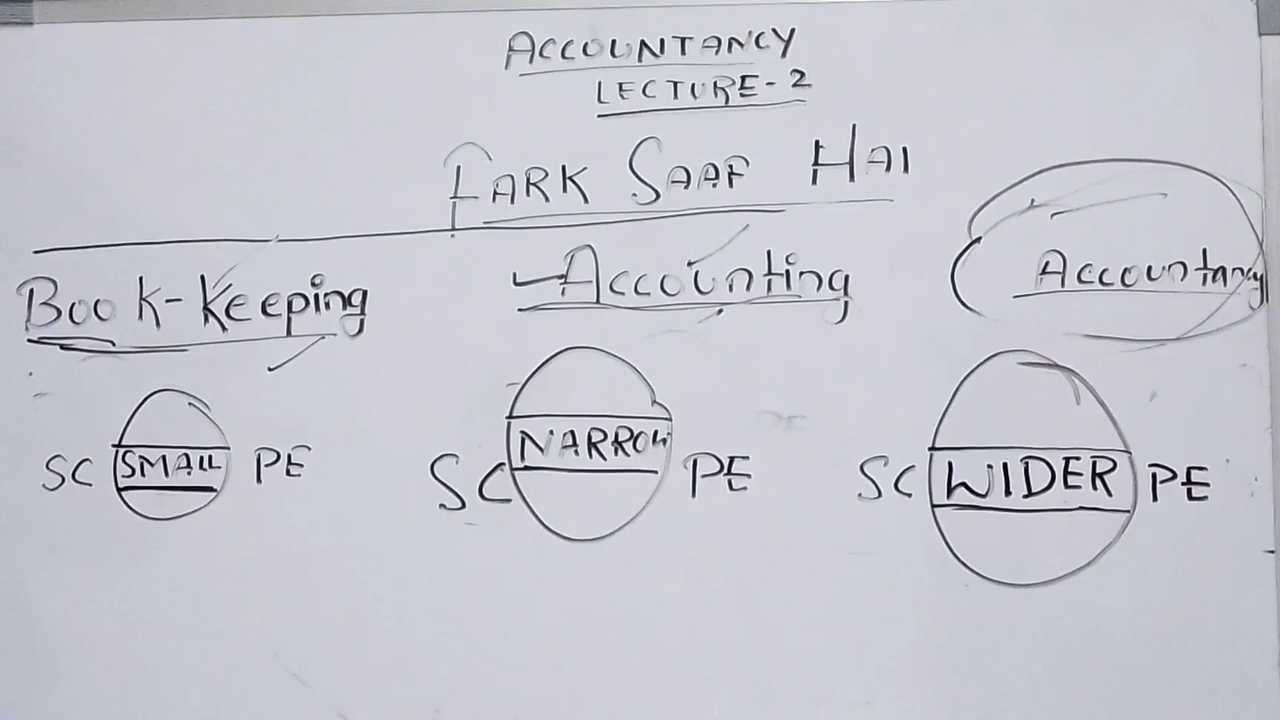 ACCOUNTANCY
LECTURE-2
FARK SAAF HAI
Book-Keeping Accounting Accountancy
SC SMALL PE SC NARROW PE SC WIDER PE